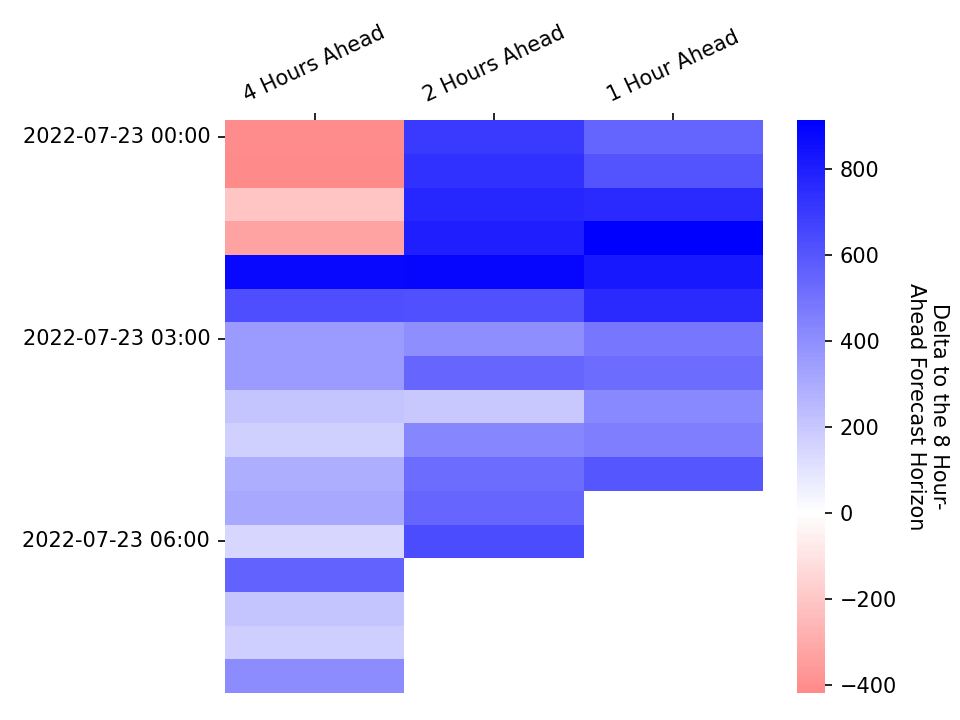 4 Hours Ahead
2 Hours Ahead
1 Hour Ahead
2022-07-23 00:00
2022-07-23 03:00
2022-07-23 06:00
800
600
400
200
0
−200
−400
Delta to the 8 Hour-
Ahead Forecast Horizon